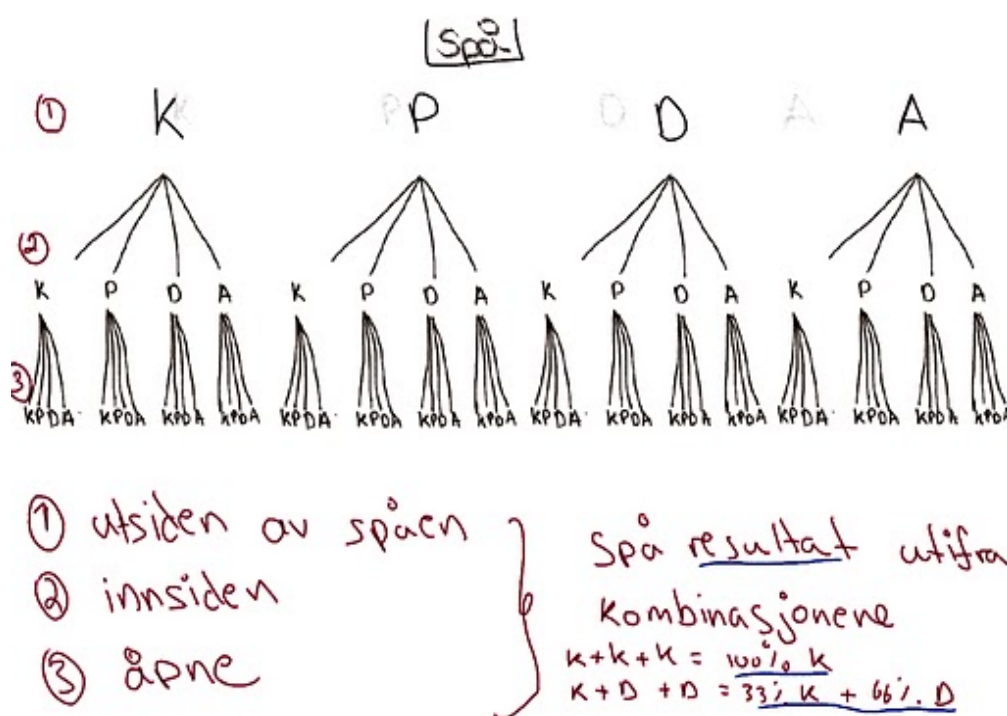 Spå
① K P D A
② K P D A K P D A K P D A K P D A
③ KPDA KPDA KPDA KPDA KPDA KPDA KPDA KPDA KPDA KPDA KPDA KPDA KPDA KPDA KPDA KPDA
① utsiden av spåen
② innsiden
③ åpne
Spå resultat utifra
kombinasjonene
K+K+K = 100% K
K+D+D = 33% K + 66% D